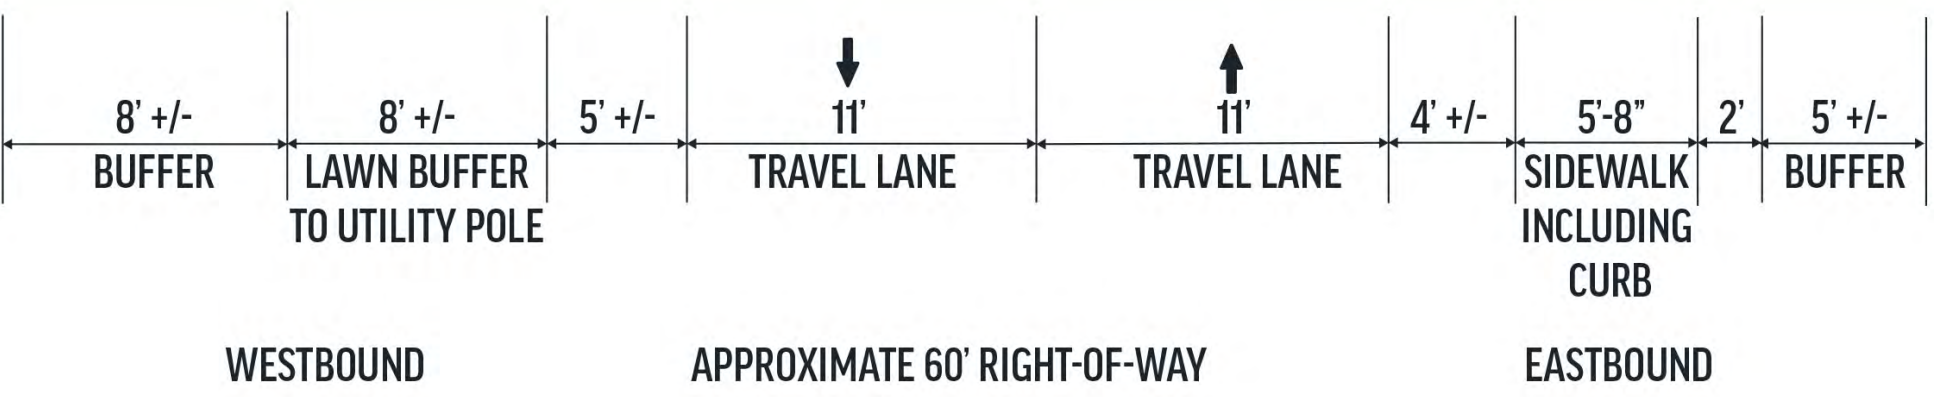 8’ +/-
BUFFER
8’ +/-
LAWN BUFFER
TO UTILITY POLE
5’ +/-
11’
TRAVEL LANE
11’
TRAVEL LANE
4’ +/-
5’-8”
SIDEWALK
INCLUDING
CURB
2’
5’ +/-
BUFFER
WESTBOUND
APPROXIMATE 60’ RIGHT-OF-WAY
EASTBOUND